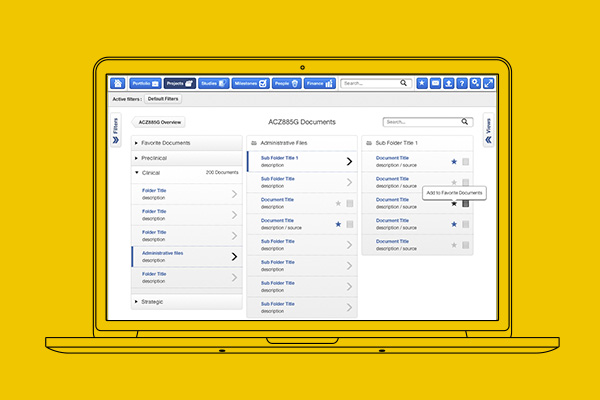 Portfolio Projects Studies Milestones People Finance Search...
Active filters: Default Filters
Filters
Views
ACZ885G Overview ACZ885G Documents Search...
Favorite Documents
Preclinical
Clinical 200 Documents
Folder Title
description
Folder Title
description
Folder Title
description
Administrative files
description
Folder Title
description
Strategic
Administrative Files
Sub Folder Title 1
description
Sub Folder Title
description
Document Title
description
Document Title
description / source
Sub Folder Title
description
Sub Folder Title
description
Sub Folder Title
description
Sub Folder Title
description
Sub Folder Title 1
Document Title
description / source
Document Title
description / source
Add to Favorite Documents
Document Title
description / source
Document Title
description / source
Document Title
description / source